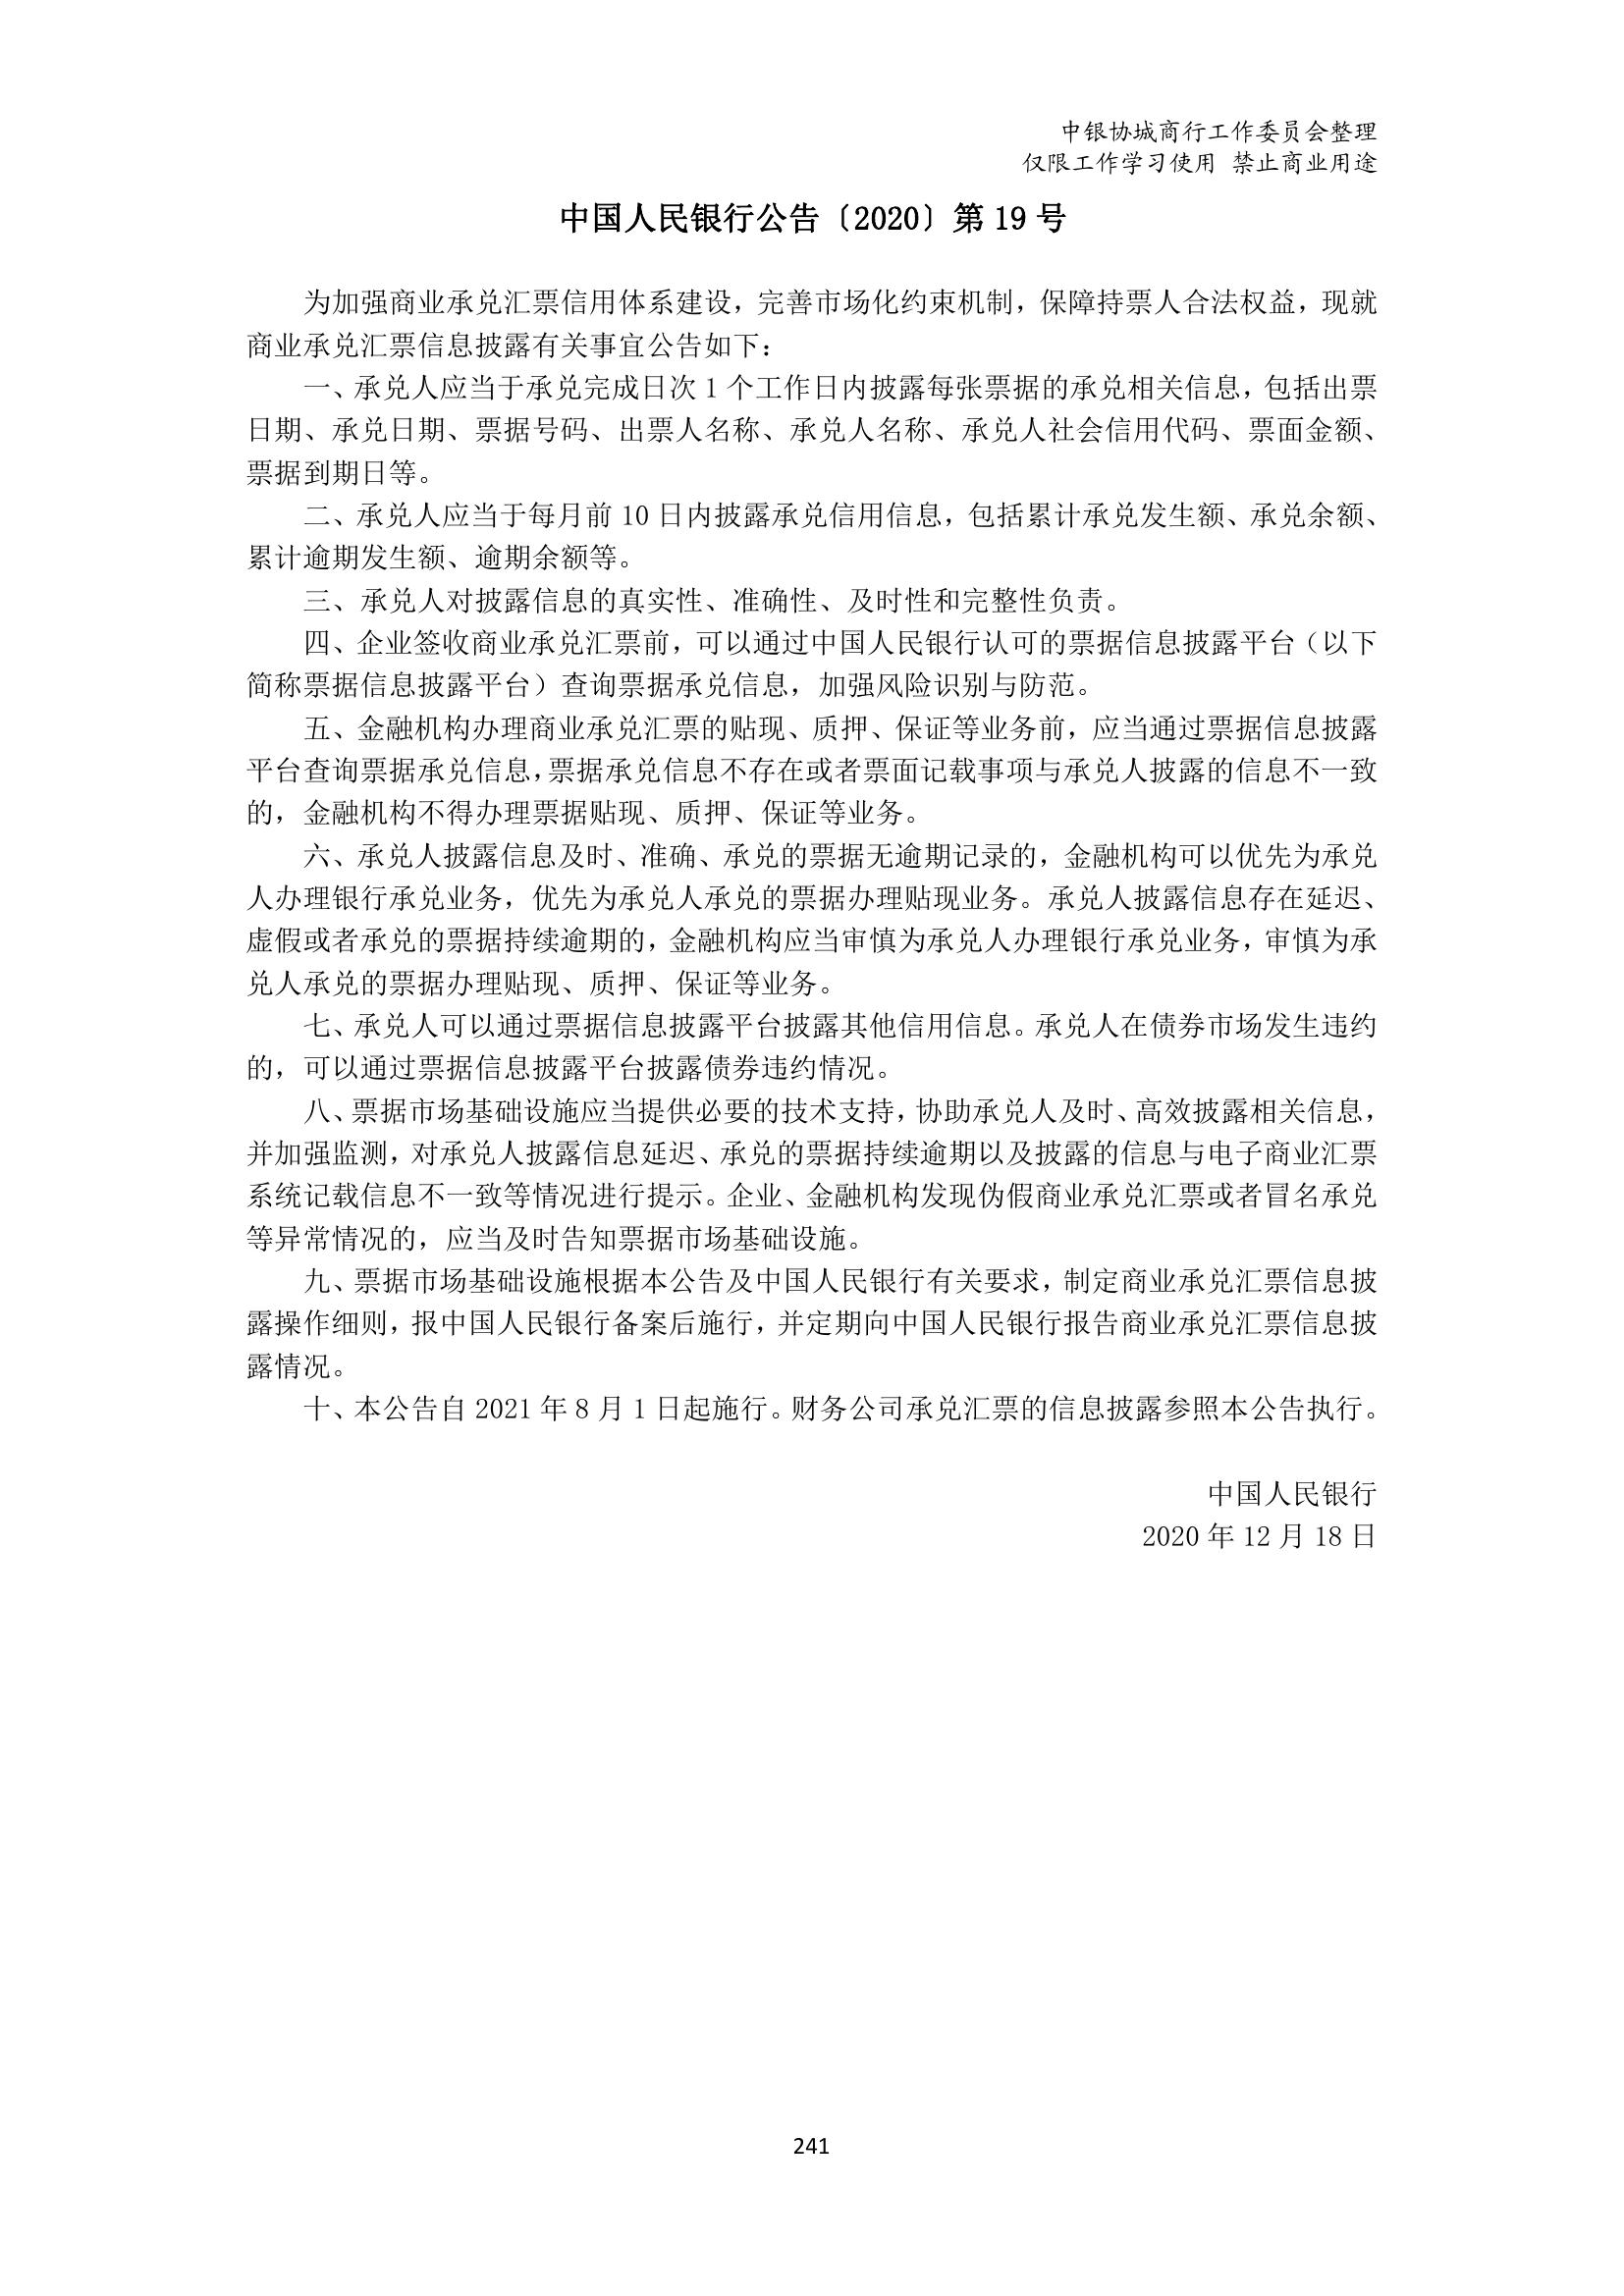 中银协城商行工作委员会整理
仅限工作学习使用 禁止商业用途
中国人民银行公告〔2020〕第 19 号
为加强商业承兑汇票信用体系建设，完善市场化约束机制，保障持票人合法权益，现就
商业承兑汇票信息披露有关事宜公告如下：
一、承兑人应当于承兑完成日次 1 个工作日内披露每张票据的承兑相关信息，包括出票
日期、承兑日期、票据号码、出票人名称、承兑人名称、承兑人社会信用代码、票面金额、
票据到期日等。
二、承兑人应当于每月前 10 日内披露承兑信用信息，包括累计承兑发生额、承兑余额、
累计逾期发生额、逾期余额等。
三、承兑人对披露信息的真实性、准确性、及时性和完整性负责。
四、企业签收商业承兑汇票前，可以通过中国人民银行认可的票据信息披露平台（以下
简称票据信息披露平台）查询票据承兑信息，加强风险识别与防范。
五、金融机构办理商业承兑汇票的贴现、质押、保证等业务前，应当通过票据信息披露
平台查询票据承兑信息，票据承兑信息不存在或者票面记载事项与承兑人披露的信息不一致
的，金融机构不得办理票据贴现、质押、保证等业务。
六、承兑人披露信息及时、准确、承兑的票据无逾期记录的，金融机构可以优先为承兑
人办理银行承兑业务，优先为承兑人承兑的票据办理贴现业务。承兑人披露信息存在延迟、
虚假或者承兑的票据持续逾期的，金融机构应当审慎为承兑人办理银行承兑业务，审慎为承
兑人承兑的票据办理贴现、质押、保证等业务。
七、承兑人可以通过票据信息披露平台披露其他信用信息。承兑人在债券市场发生违约
的，可以通过票据信息披露平台披露债券违约情况。
八、票据市场基础设施应当提供必要的技术支持，协助承兑人及时、高效披露相关信息，
并加强监测，对承兑人披露信息延迟、承兑的票据持续逾期以及披露的信息与电子商业汇票
系统记载信息不一致等情况进行提示。企业、金融机构发现伪假商业承兑汇票或者冒名承兑
等异常情况的，应当及时告知票据市场基础设施。
九、票据市场基础设施根据本公告及中国人民银行有关要求，制定商业承兑汇票信息披
露操作细则，报中国人民银行备案后施行，并定期向中国人民银行报告商业承兑汇票信息披
露情况。
十、本公告自 2021 年 8 月 1 日起施行。财务公司承兑汇票的信息披露参照本公告执行。
中国人民银行
2020 年 12 月 18 日
241